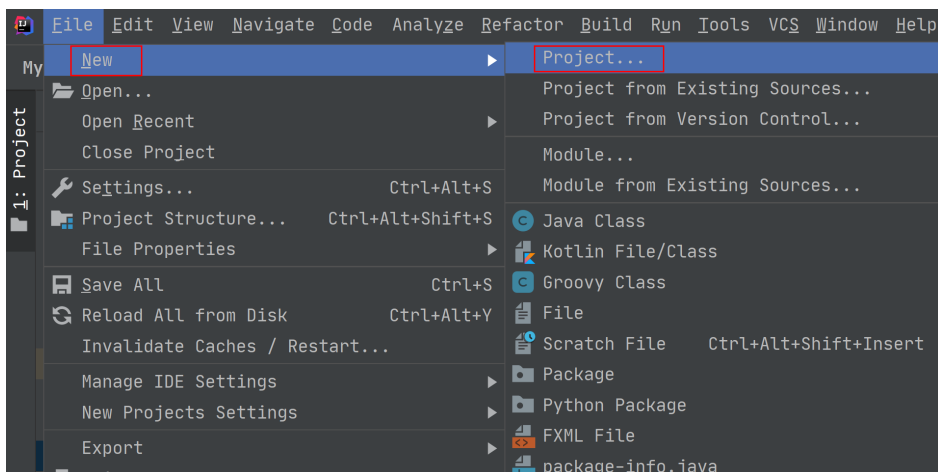 File Edit View Navigate Code Analyze Refactor Build Run Tools VCS Window Help
My
1: Project
New
Open...
Open Recent
Close Project
Settings... Ctrl+Alt+S
Project Structure... Ctrl+Alt+Shift+S
File Properties
Save All Ctrl+S
Reload All from Disk Ctrl+Alt+Y
Invalidate Caches / Restart...
Manage IDE Settings
New Projects Settings
Export
Project...
Project from Existing Sources...
Project from Version Control...
Module...
Module from Existing Sources...
Java Class
Kotlin File/Class
Groovy Class
File
Scratch File Ctrl+Alt+Shift+Insert
Package
Python Package
FXML File
package-info.java